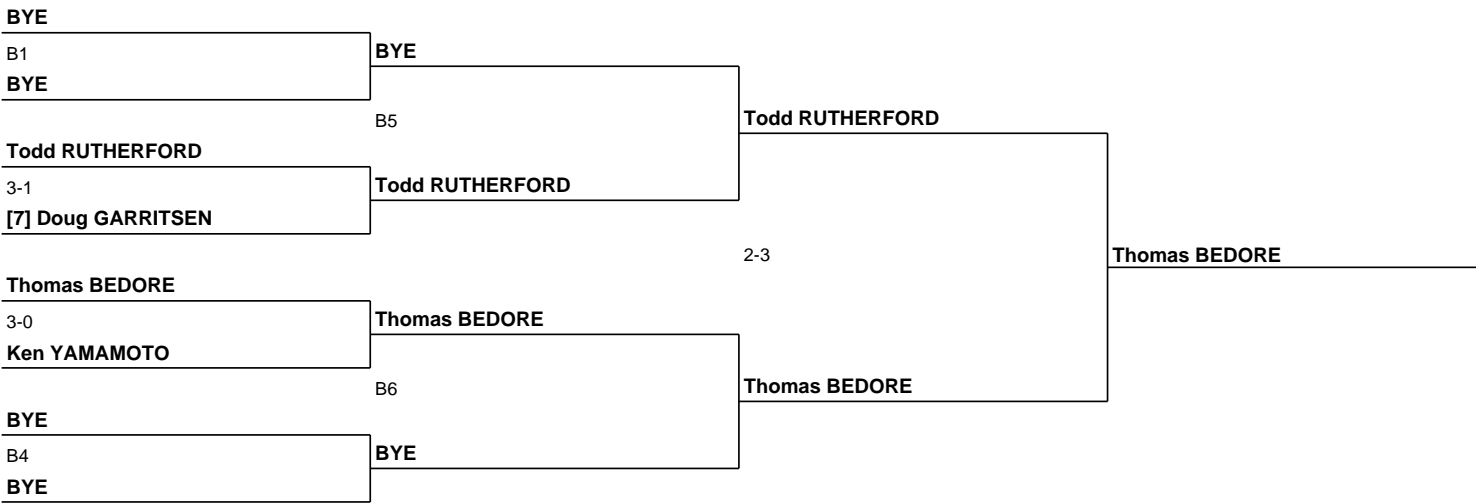 BYE
B1
BYE
BYE
B5
Todd RUTHERFORD
Todd RUTHERFORD
3-1
Todd RUTHERFORD
[7] Doug GARRITSEN
2-3
Thomas BEDORE
Thomas BEDORE
3-0
Thomas BEDORE
Ken YAMAMOTO
B6
Thomas BEDORE
BYE
B4
BYE
BYE